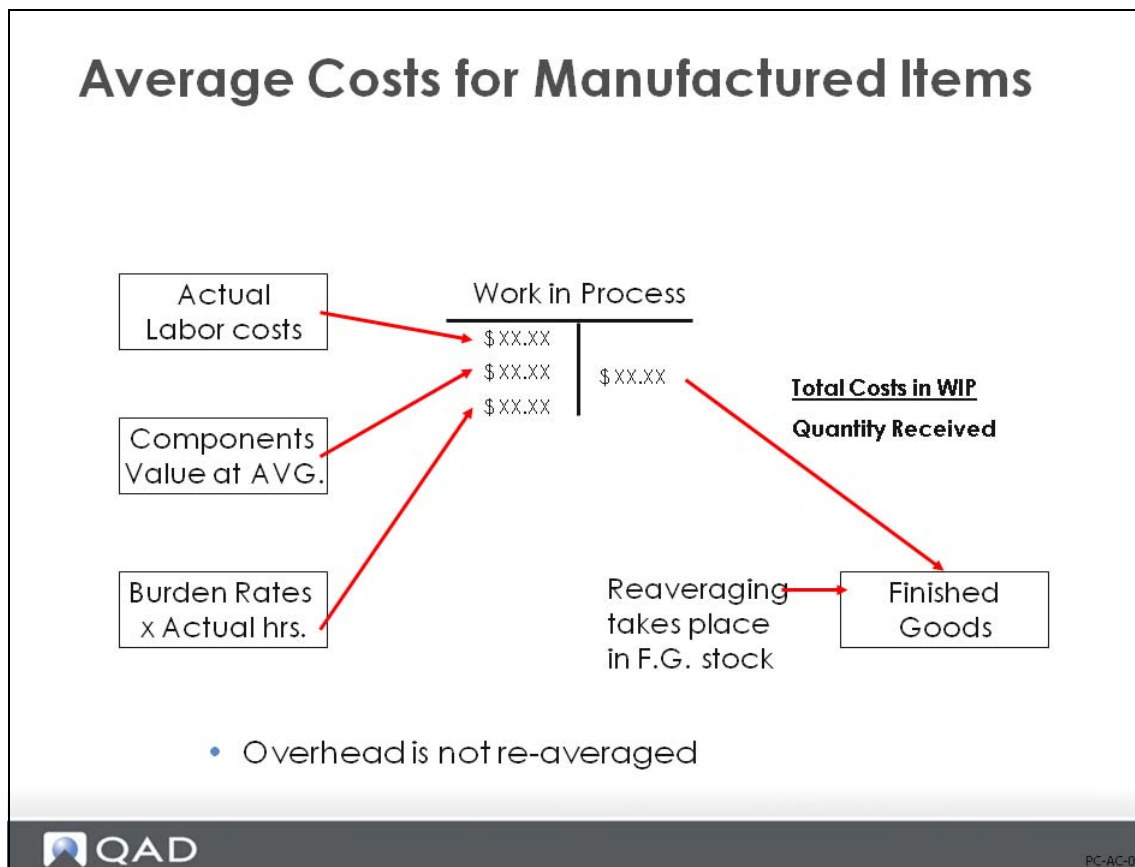 Average Costs for Manufactured Items
Actual
Labor costs
Work in Process
$XX.XX
$XX.XX
$XX.XX
$XX.XX
Total Costs in WIP
Quantity Received
Components
Value at AVG.
Burden Rates
x Actual hrs.
Reaveraging
takes place
in F.G. stock
Finished
Goods
• Overhead is not re-averaged
QAD